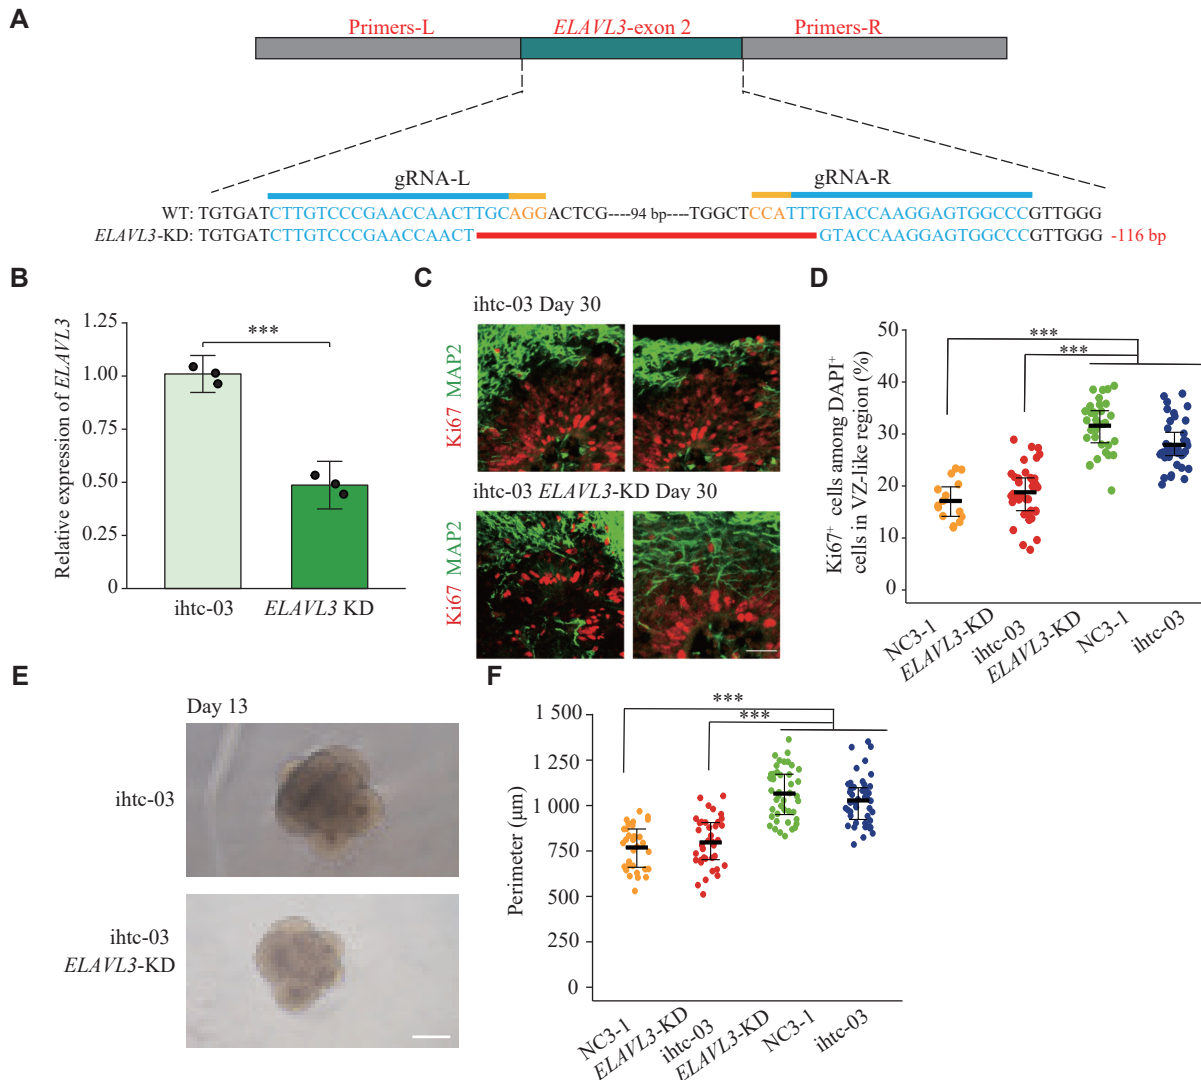 A
Primers-L ELAVL3-exon 2 Primers-R
gRNA-L gRNA-R
WT: TGTGATCTTGTCCCGAACCAACTTGCAGGACTCG----94 bp----TGGCTCCATTTGTACCAAGGAGTGGCCCGTTGGG
ELAVL3-KD: TGTGATCTTGTCCCGAACCAACT GTACCAAGGAGTGGCCCGTTGGG -116 bp
B
Relative expression of ELAVL3
1.25
1.00
0.75
0.50
0.25
0
***
ihtc-03 ELAVL3 KD
C
ihtc-03 Day 30
Ki67 MAP2
ihtc-03 ELAVL3-KD Day 30
Ki67 MAP2
D
Ki67+ cells among DAPI+
cells in VZ-like region (%)
50
40
30
20
10
0
***
***
NC3-1
ELAVL3-KD
ihtc-03
ELAVL3-KD
NC3-1
ihtc-03
E
Day 13
ihtc-03
ihtc-03
ELAVL3-KD
F
Perimeter (μm)
1 500
1 250
1 000
750
500
250
0
***
***
NC3-1
ELAVL3-KD
ihtc-03
ELAVL3-KD
NC3-1
ihtc-03